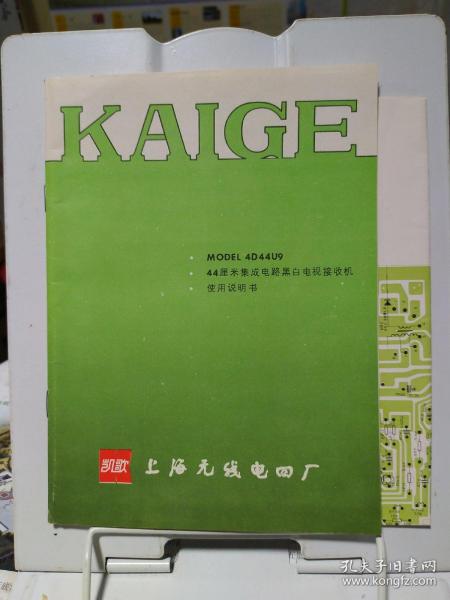 KAIGE
· MODEL 4D44U9
· 44厘米集成电路黑白电视接收机
· 使用说明书
凯歌 上海无线电四厂
孔夫子旧书网
www.kongfz.com